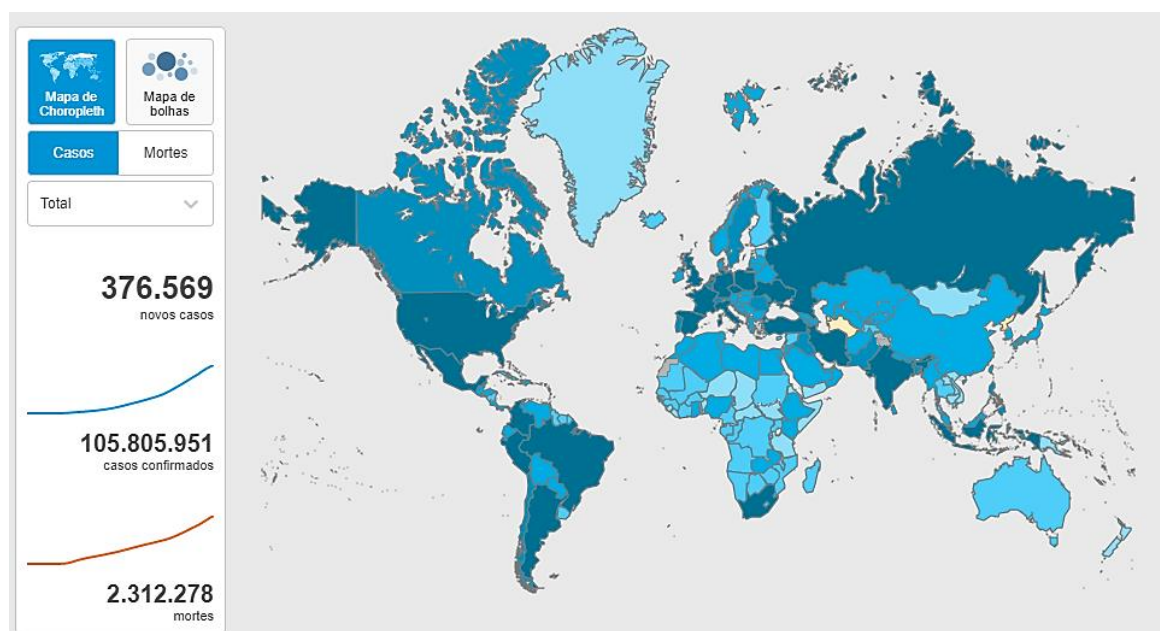 Mapa de
Choropleth
Mapa de
bolhas
Casos
Mortes
Total
376.569
novos casos
105.805.951
casos confirmados
2.312.278
mortes